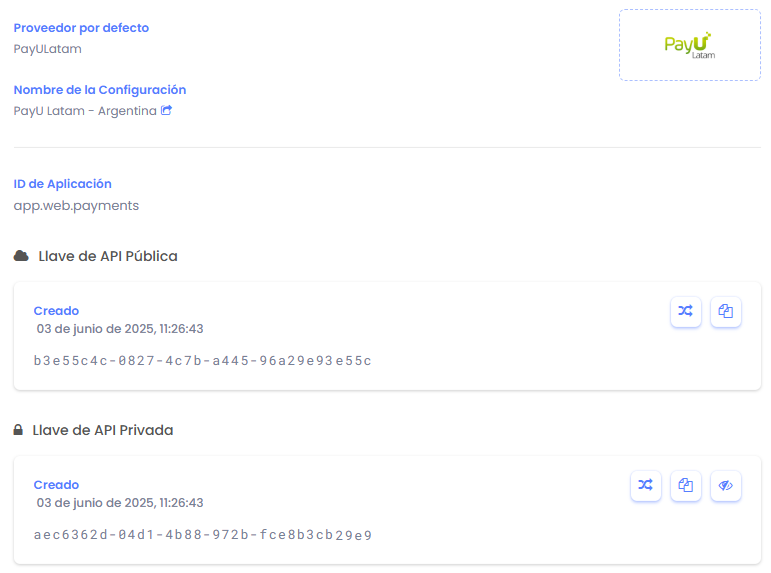 Proveedor por defecto
PayULatam
PayU
Latam
Nombre de la Configuración
PayU Latam - Argentina
ID de Aplicación
app.web.payments
Llave de API Pública
Creado
03 de junio de 2025, 11:26:43
b3e55c4c-0827-4c7b-a445-96a29e93e55c
Llave de API Privada
Creado
03 de junio de 2025, 11:26:43
aec6362d-04d1-4b88-972b-fce8b3cb29e9